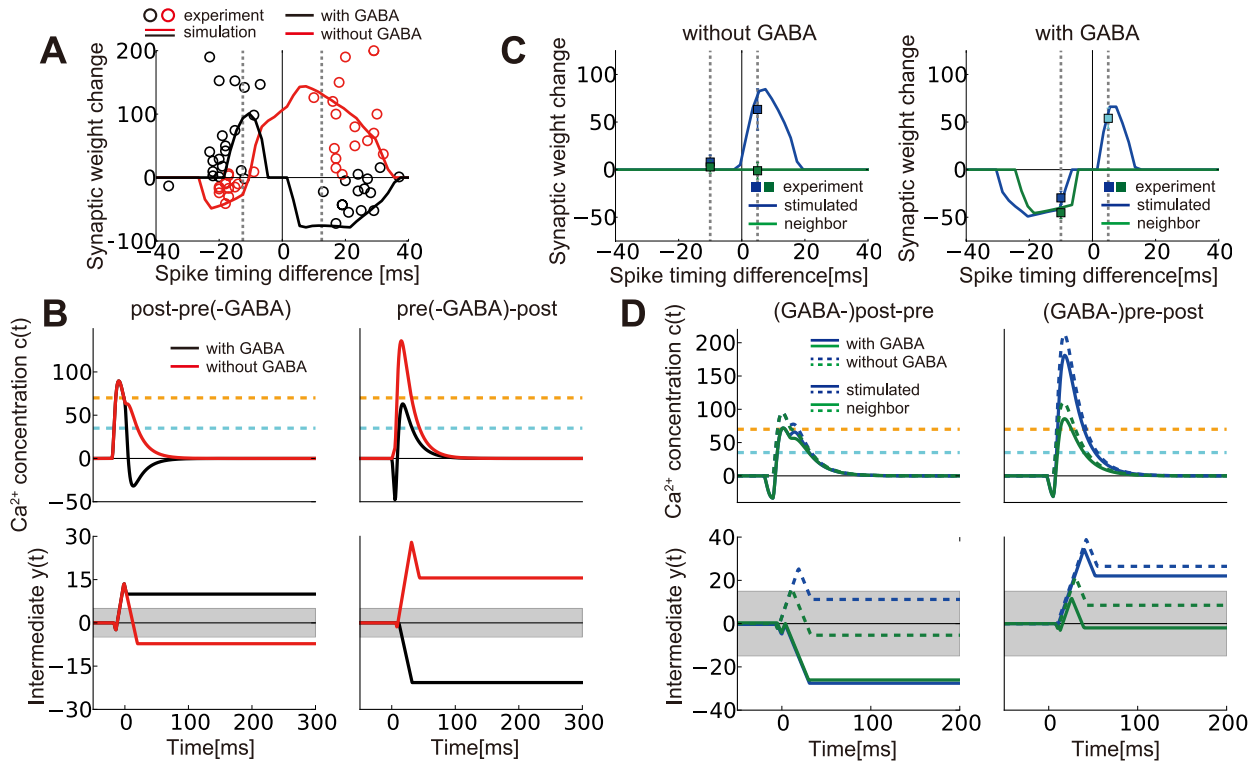 A
experiment
simulation
with GABA
without GABA
Synaptic weight change
200
100
0
-100
-40
-20
0
20
40
Spike timing difference[ms]
C
without GABA
Synaptic weight change
100
50
0
−50
experiment
stimulated
neighbor
-40
-20
0
20
40
Spike timing difference[ms]
with GABA
100
50
0
−50
experiment
stimulated
neighbor
-40
-20
0
20
40
Spike timing difference[ms]
B
post-pre(-GABA)
pre(-GABA)-post
Ca²⁺ concentration c(t)
with GABA
without GABA
100
50
0
−50
Intermediate y(t)
30
15
0
−15
−30
0
100
200
300
Time[ms]
0
100
200
300
Time[ms]
D
(GABA-)post-pre
(GABA-)pre-post
Ca²⁺ concentration c(t)
with GABA
without GABA
stimulated
neighbor
200
150
100
50
0
Intermediate y(t)
40
20
0
−20
−40
0
100
200
Time[ms]
0
100
200
Time[ms]